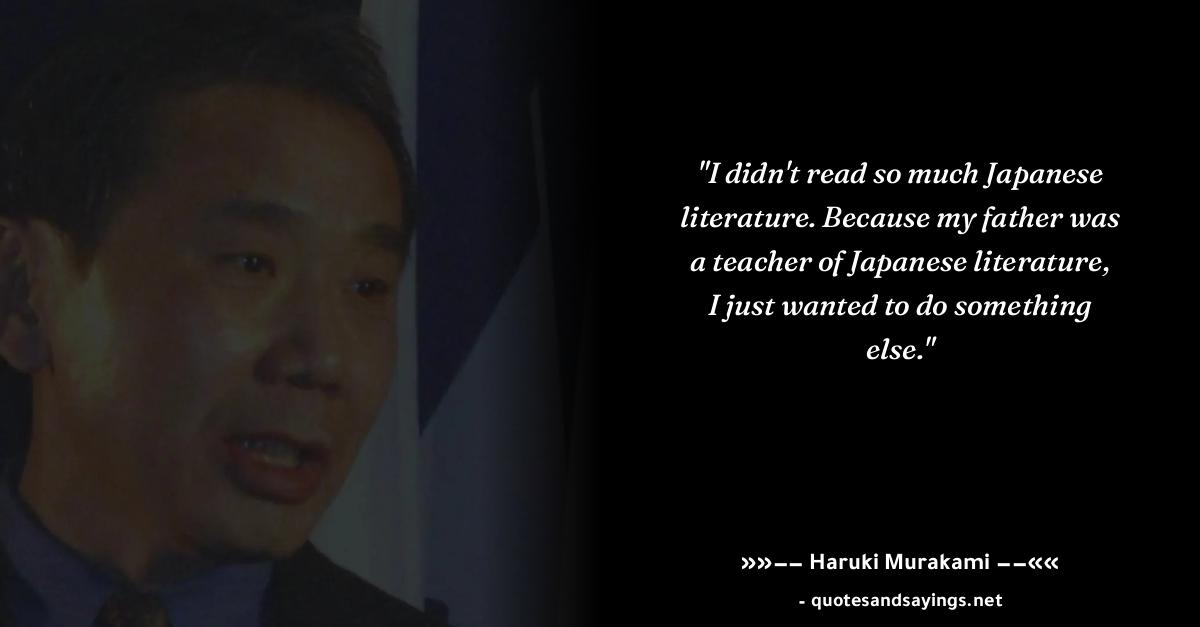 "I didn't read so much Japanese
literature. Because my father was
a teacher of Japanese literature,
I just wanted to do something
else."
»»−− Haruki Murakami −−««
- quotesandsayings.net